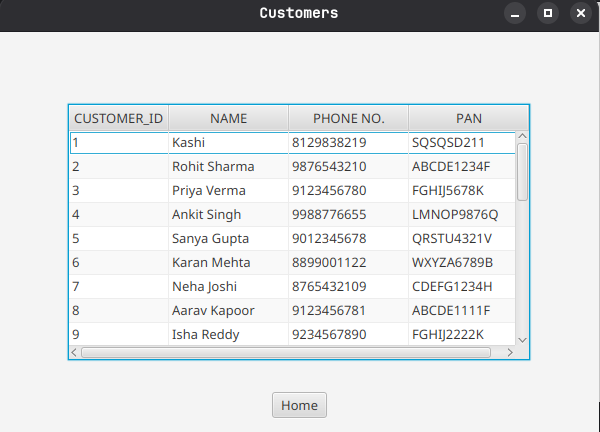 Customers
CUSTOMER_ID NAME PHONE NO. PAN
1 Kashi 8129838219 SQSQSD211
2 Rohit Sharma 9876543210 ABCDE1234F
3 Priya Verma 9123456780 FGHIJ5678K
4 Ankit Singh 9988776655 LMNOP9876Q
5 Sanya Gupta 9012345678 QRSTU4321V
6 Karan Mehta 8899001122 WXYZA6789B
7 Neha Joshi 8765432109 CDEFG1234H
8 Aarav Kapoor 9123456781 ABCDE1111F
9 Isha Reddy 9234567890 FGHIJ2222K
Home